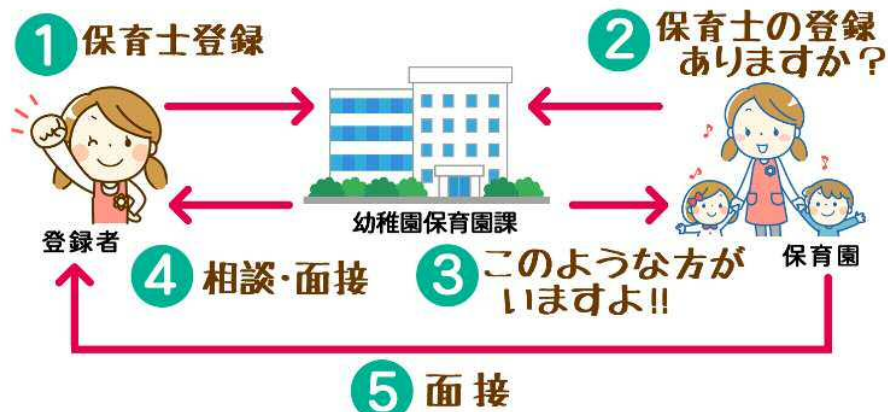 1 保育士登録
2 保育士の登録
ありますか？
登録者
幼稚園保育園課
保育園
4 相談・面接
3 このような方が
いますよ!!
5 面接